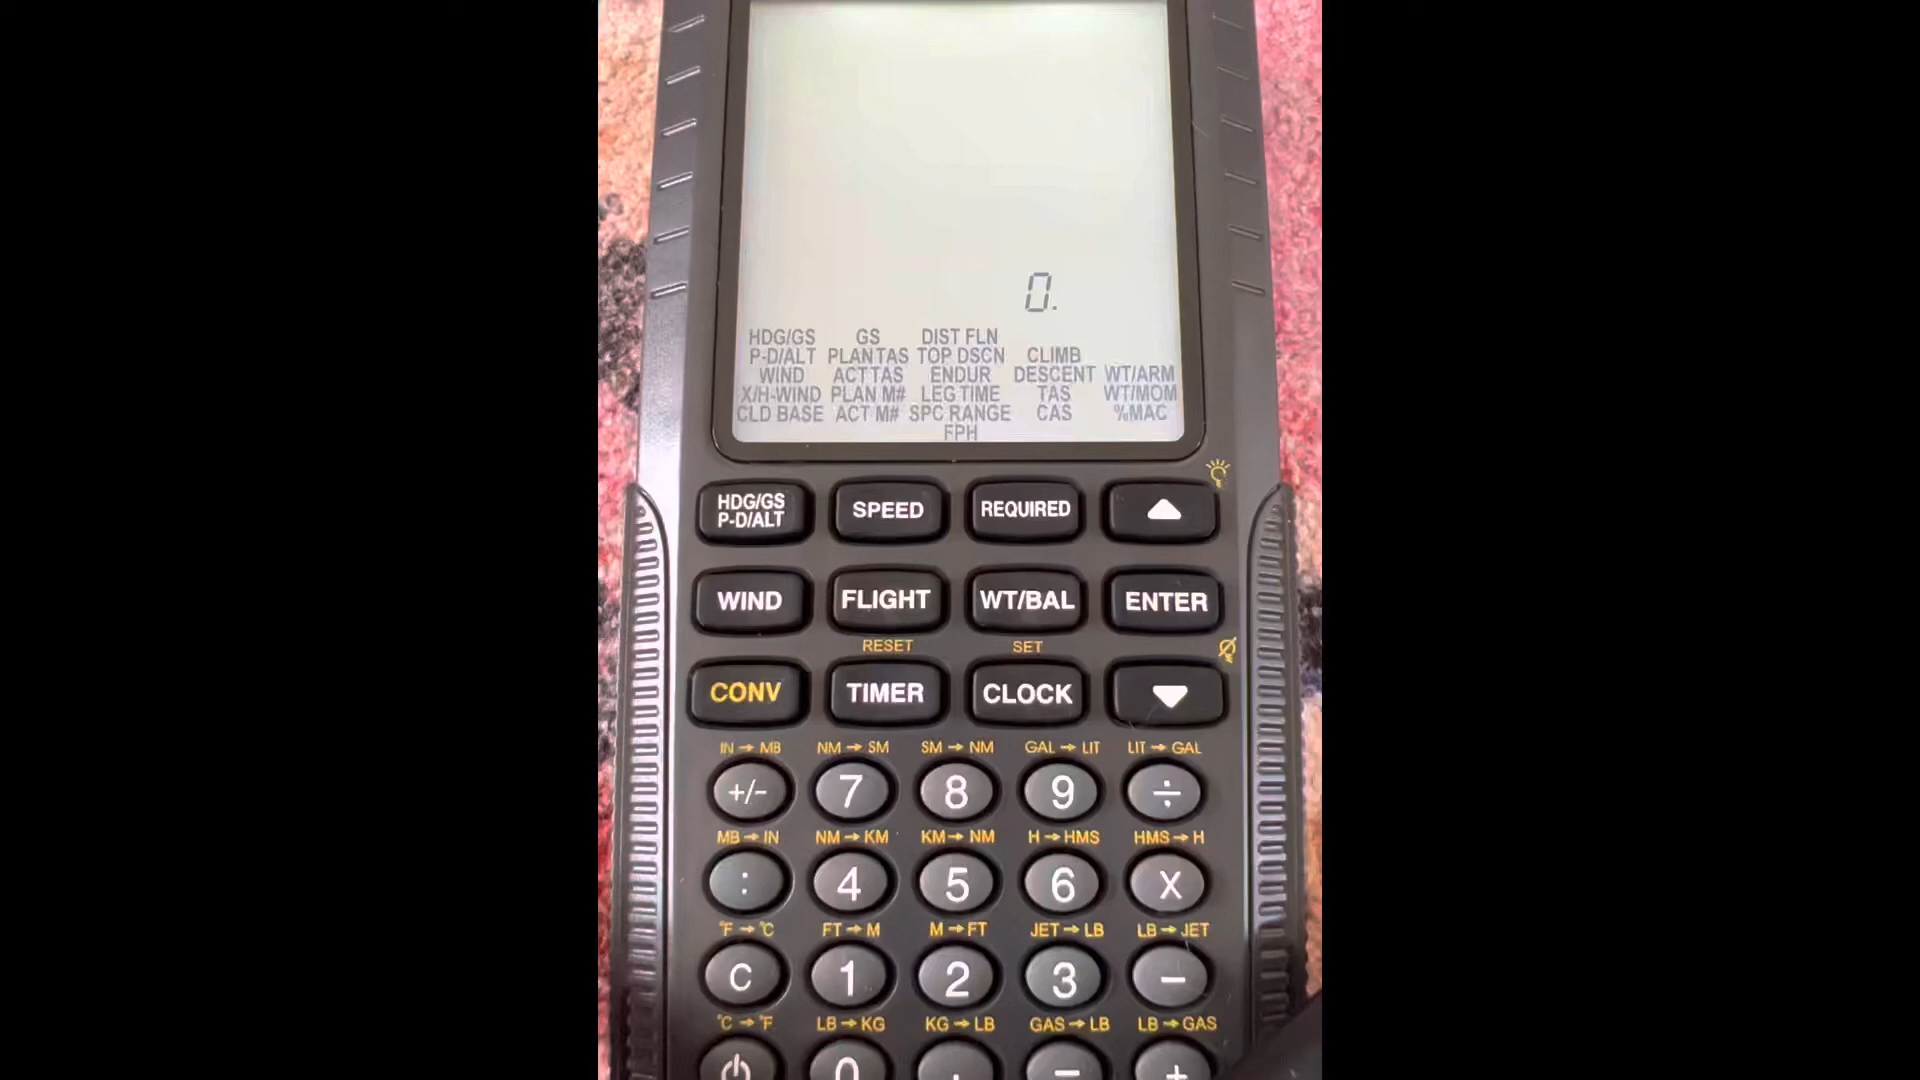 0.
HDG/GS GS DIST FLN
P-D/ALT PLAN TAS TOP DSCN CLIMB
WIND ACT TAS ENDUR DESCENT WT/ARM
X/H-WIND PLAN M# LEG TIME TAS WT/MOM
CLD BASE ACT M# SPC RANGE CAS %MAC
FPH
HDG/GS P-D/ALT SPEED REQUIRED
WIND FLIGHT WT/BAL ENTER
RESET SET
CONV TIMER CLOCK
IN → MB NM → SM SM → NM GAL → LIT LIT → GAL
+/- 7 8 9 ÷
MB → IN NM → KM KM → NM H → HMS HMS → H
: 4 5 6 X
°F → °C FT → M M → FT JET → LB LB → JET
C 1 2 3 −
°C → °F LB → KG KG → LB GAS → LB LB → GAS
0 . = +